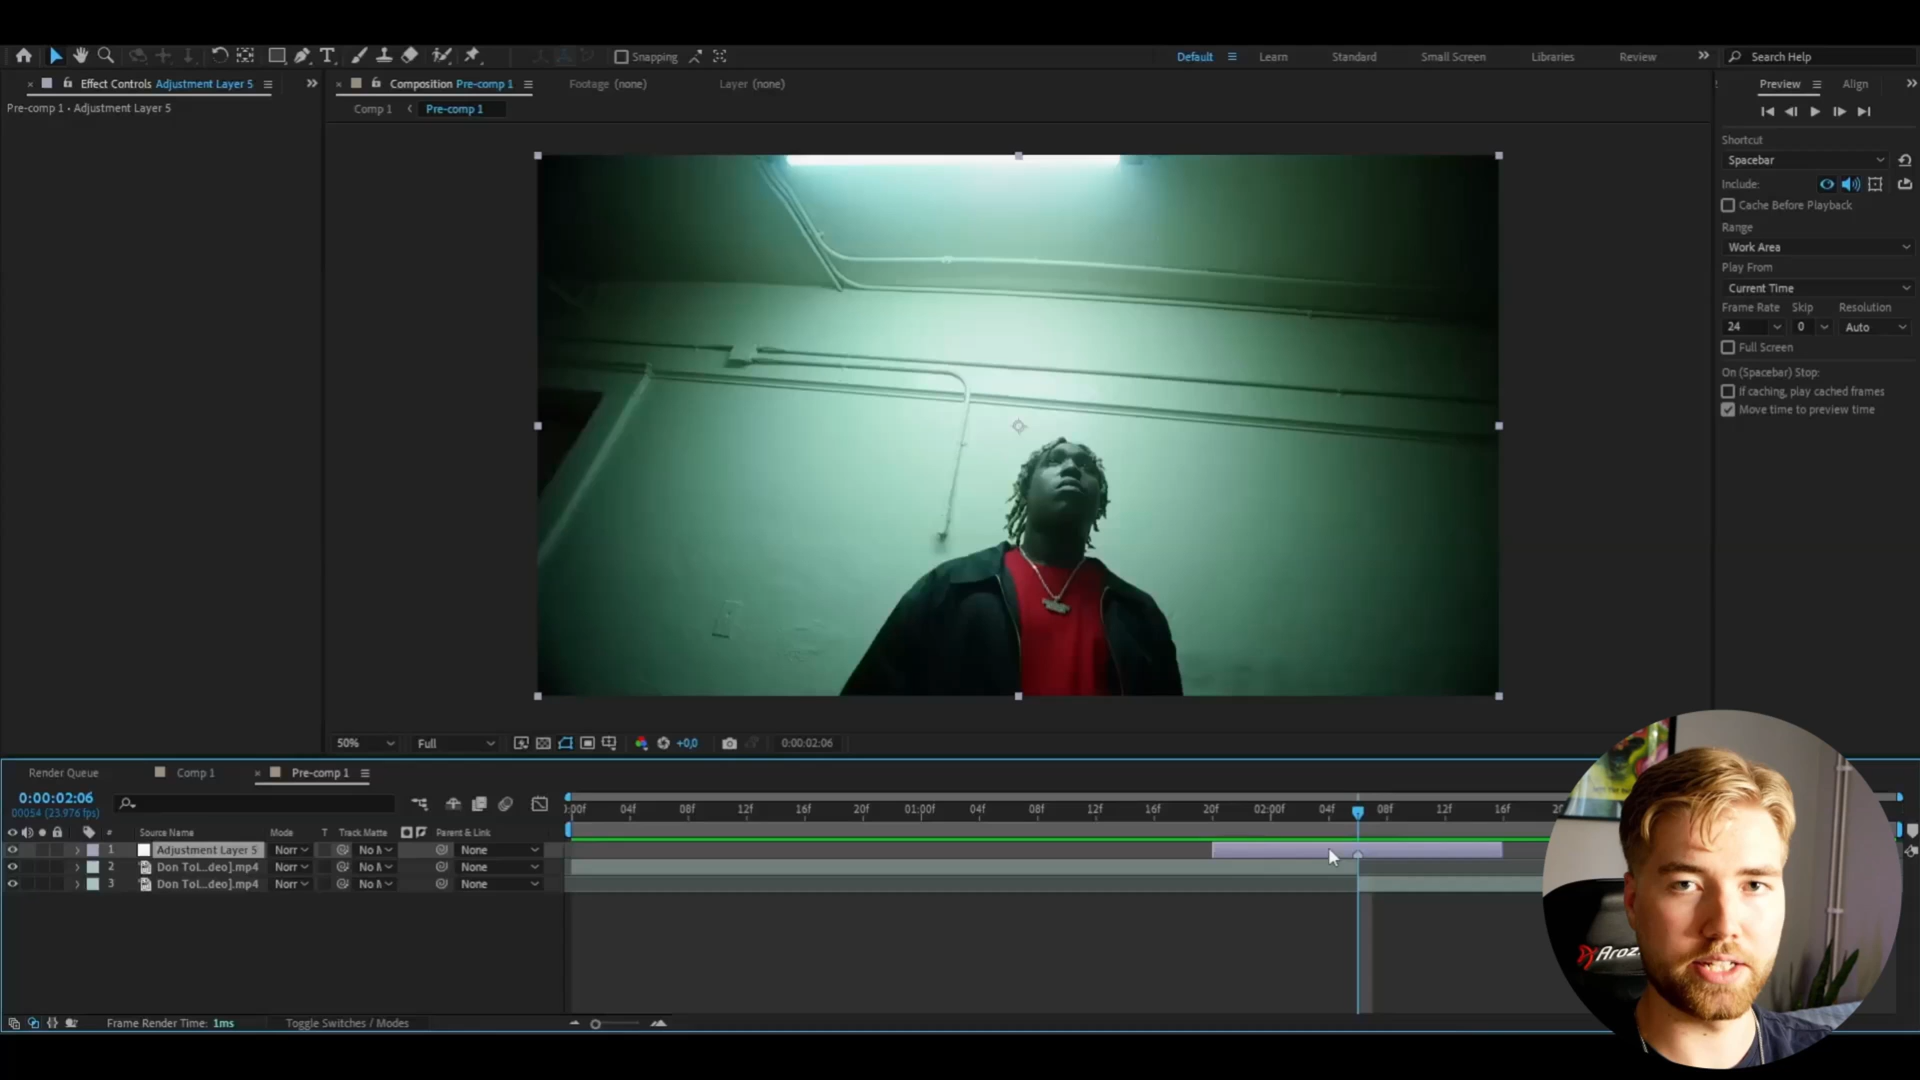 Snapping
Default
Learn
Standard
Small Screen
Libraries
Review
Search Help
Effect Controls Adjustment Layer 5
Composition Pre-comp 1
Footage (none)
Layer (none)
Preview
Align
Pre-comp 1 • Adjustment Layer 5
Comp 1
Pre-comp 1
Shortcut
Spacebar
Include:
Cache Before Playback
Range
Work Area
Play From
Current Time
Frame Rate Skip Resolution
24 0 Auto
Full Screen
On (Spacebar) Stop:
If caching, play cached frames
Move time to preview time
50%
Full
+0,0
0:00:02:06
Render Queue
Comp 1
Pre-comp 1
0:00:02:06
00054 (23.976 fps)
:00f 04f 08f 12f 16f 20f 01:00f 04f 08f 12f 16f 20f 02:00f 04f 08f 12f 16f
# Source Name Mode T Track Matte Parent & Link
1 Adjustment Layer 5 Norr No M None
2 Don Tol...deo].mp4 Norr No M None
3 Don Tol...deo].mp4 Norr No M None
Aroz
Frame Render Time: 1ms
Toggle Switches / Modes